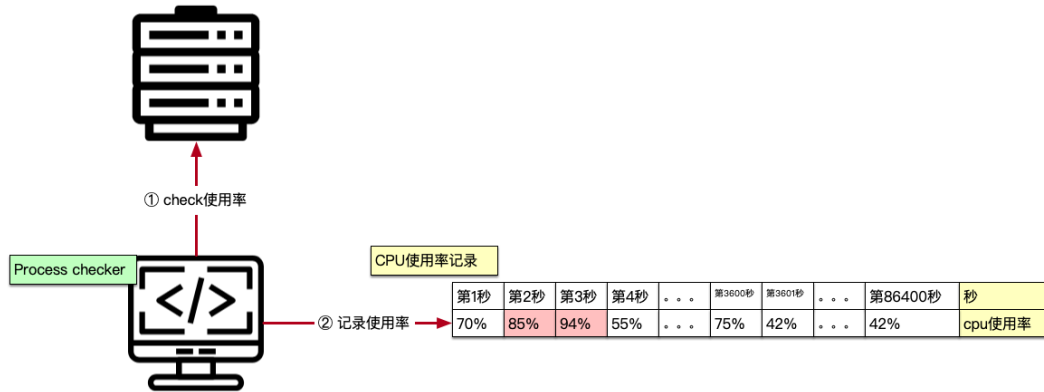 ① check使用率
Process checker
CPU使用率记录
② 记录使用率
第1秒 第2秒 第3秒 第4秒 。。。 第3600秒 第3601秒 。。。 第86400秒 秒
70% 85% 94% 55% 。。。 75% 42% 。。。 42% cpu使用率